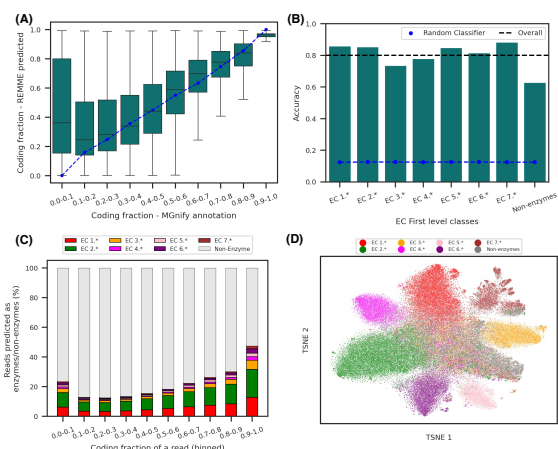 (A)
Coding fraction - REMME predicted
1.0
0.8
0.6
0.4
0.2
0.0
0.0-0.1 0.1-0.2 0.2-0.3 0.3-0.4 0.4-0.5 0.5-0.6 0.6-0.7 0.7-0.8 0.8-0.9 0.9-1.0
Coding fraction - MGnify annotation
(B)
Random Classifier Overall
Accuracy
1.0
0.8
0.6
0.4
0.2
0.0
EC 1.* EC 2.* EC 3.* EC 4.* EC 5.* EC 6.* EC 7.* Non-enzymes
EC First level classes
(C)
EC 1.* EC 3.* EC 5.* EC 7.*
EC 2.* EC 4.* EC 6.* Non-Enzyme
Reads predicted as
enzymes/non-enzymes (%)
100
80
60
40
20
0
0.0-0.1 0.1-0.2 0.2-0.3 0.3-0.4 0.4-0.5 0.5-0.6 0.6-0.7 0.7-0.8 0.8-0.9 0.9-1.0
Coding fraction of a read (binned)
(D)
EC 1.* EC 3.* EC 5.* EC 7.*
EC 2.* EC 4.* EC 6.* Non-enzymes
TSNE 2
TSNE 1